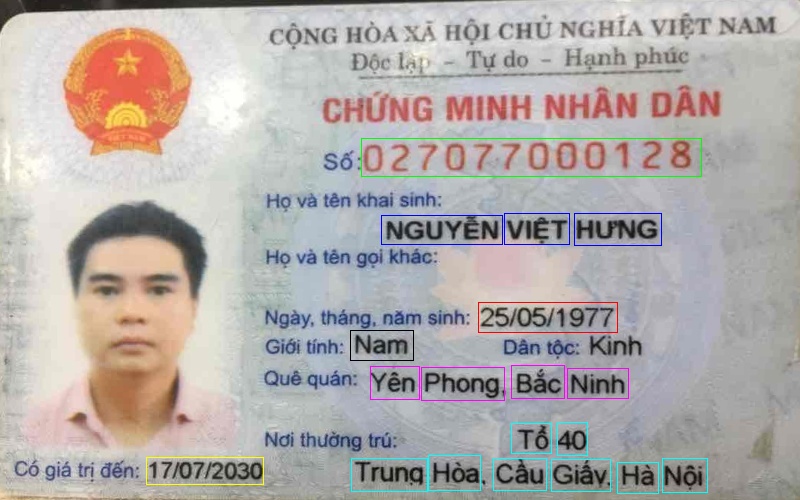 CỘNG HÒA XÃ HỘI CHỦ NGHĨA VIỆT NAM
Độc lập - Tự do - Hạnh phúc
CHỨNG MINH NHÂN DÂN
Số: 027077000128
Họ và tên khai sinh:
NGUYỄN VIỆT HƯNG
Họ và tên gọi khác:
Ngày, tháng, năm sinh: 25/05/1977
Giới tính: Nam Dân tộc: Kinh
Quê quán: Yên Phong, Bắc Ninh
Nơi thường trú: Tổ 40
Trung Hòa, Cầu Giấy, Hà Nội
Có giá trị đến: 17/07/2030